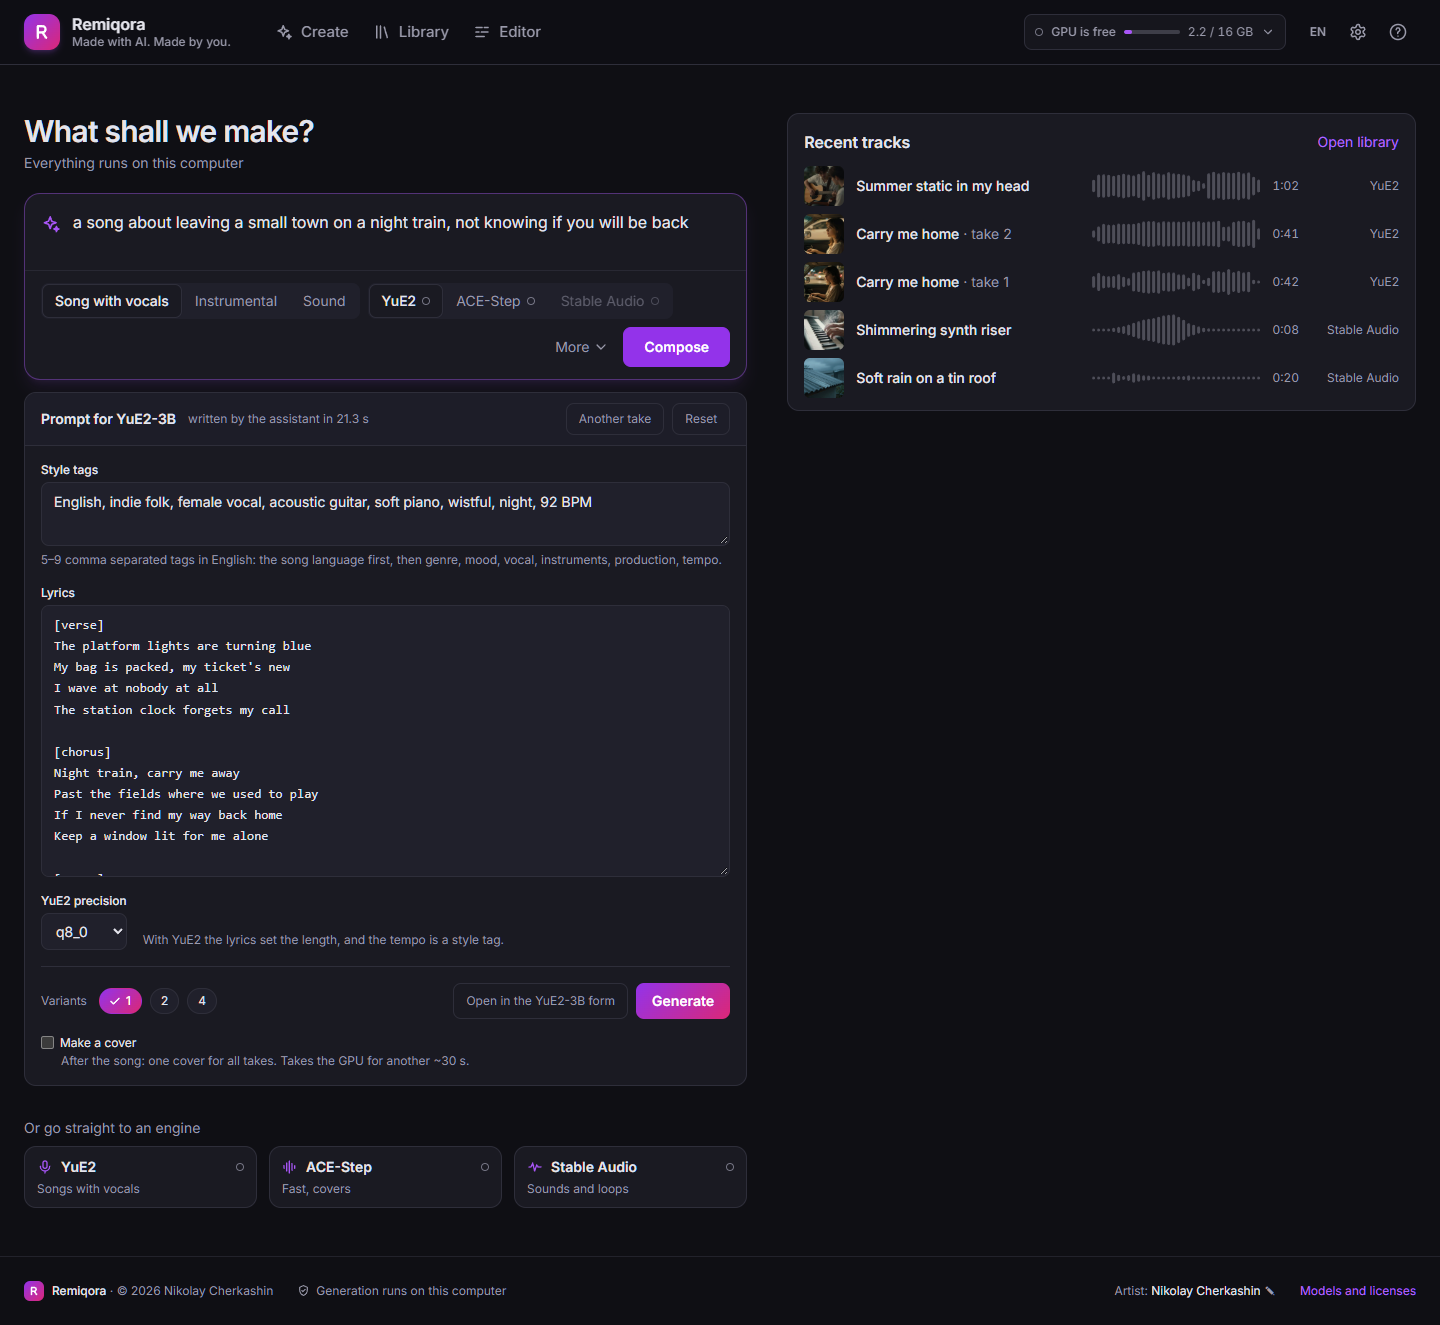 R
Remiqora
Made with AI. Made by you.
Create
Library
Editor
GPU is free
2.2 / 16 GB
EN
What shall we make?
Everything runs on this computer
a song about leaving a small town on a night train, not knowing if you will be back
Song with vocals
Instrumental
Sound
YuE2
ACE-Step
Stable Audio
More
Compose
Prompt for YuE2-3B
written by the assistant in 21.3 s
Another take
Reset
Style tags
English, indie folk, female vocal, acoustic guitar, soft piano, wistful, night, 92 BPM
5–9 comma separated tags in English: the song language first, then genre, mood, vocal, instruments, production, tempo.
Lyrics
[verse]
The platform lights are turning blue
My bag is packed, my ticket's new
I wave at nobody at all
The station clock forgets my call
[chorus]
Night train, carry me away
Past the fields where we used to play
If I never find my way back home
Keep a window lit for me alone
YuE2 precision
q8_0
With YuE2 the lyrics set the length, and the tempo is a style tag.
Variants
1
2
4
Open in the YuE2-3B form
Generate
Make a cover
After the song: one cover for all takes. Takes the GPU for another ~30 s.
Or go straight to an engine
YuE2
Songs with vocals
ACE-Step
Fast, covers
Stable Audio
Sounds and loops
Recent tracks
Open library
Summer static in my head
1:02
YuE2
Carry me home · take 2
0:41
YuE2
Carry me home · take 1
0:42
YuE2
Shimmering synth riser
0:08
Stable Audio
Soft rain on a tin roof
0:20
Stable Audio
R
Remiqora · © 2026 Nikolay Cherkashin
Generation runs on this computer
Artist: Nikolay Cherkashin
Models and licenses